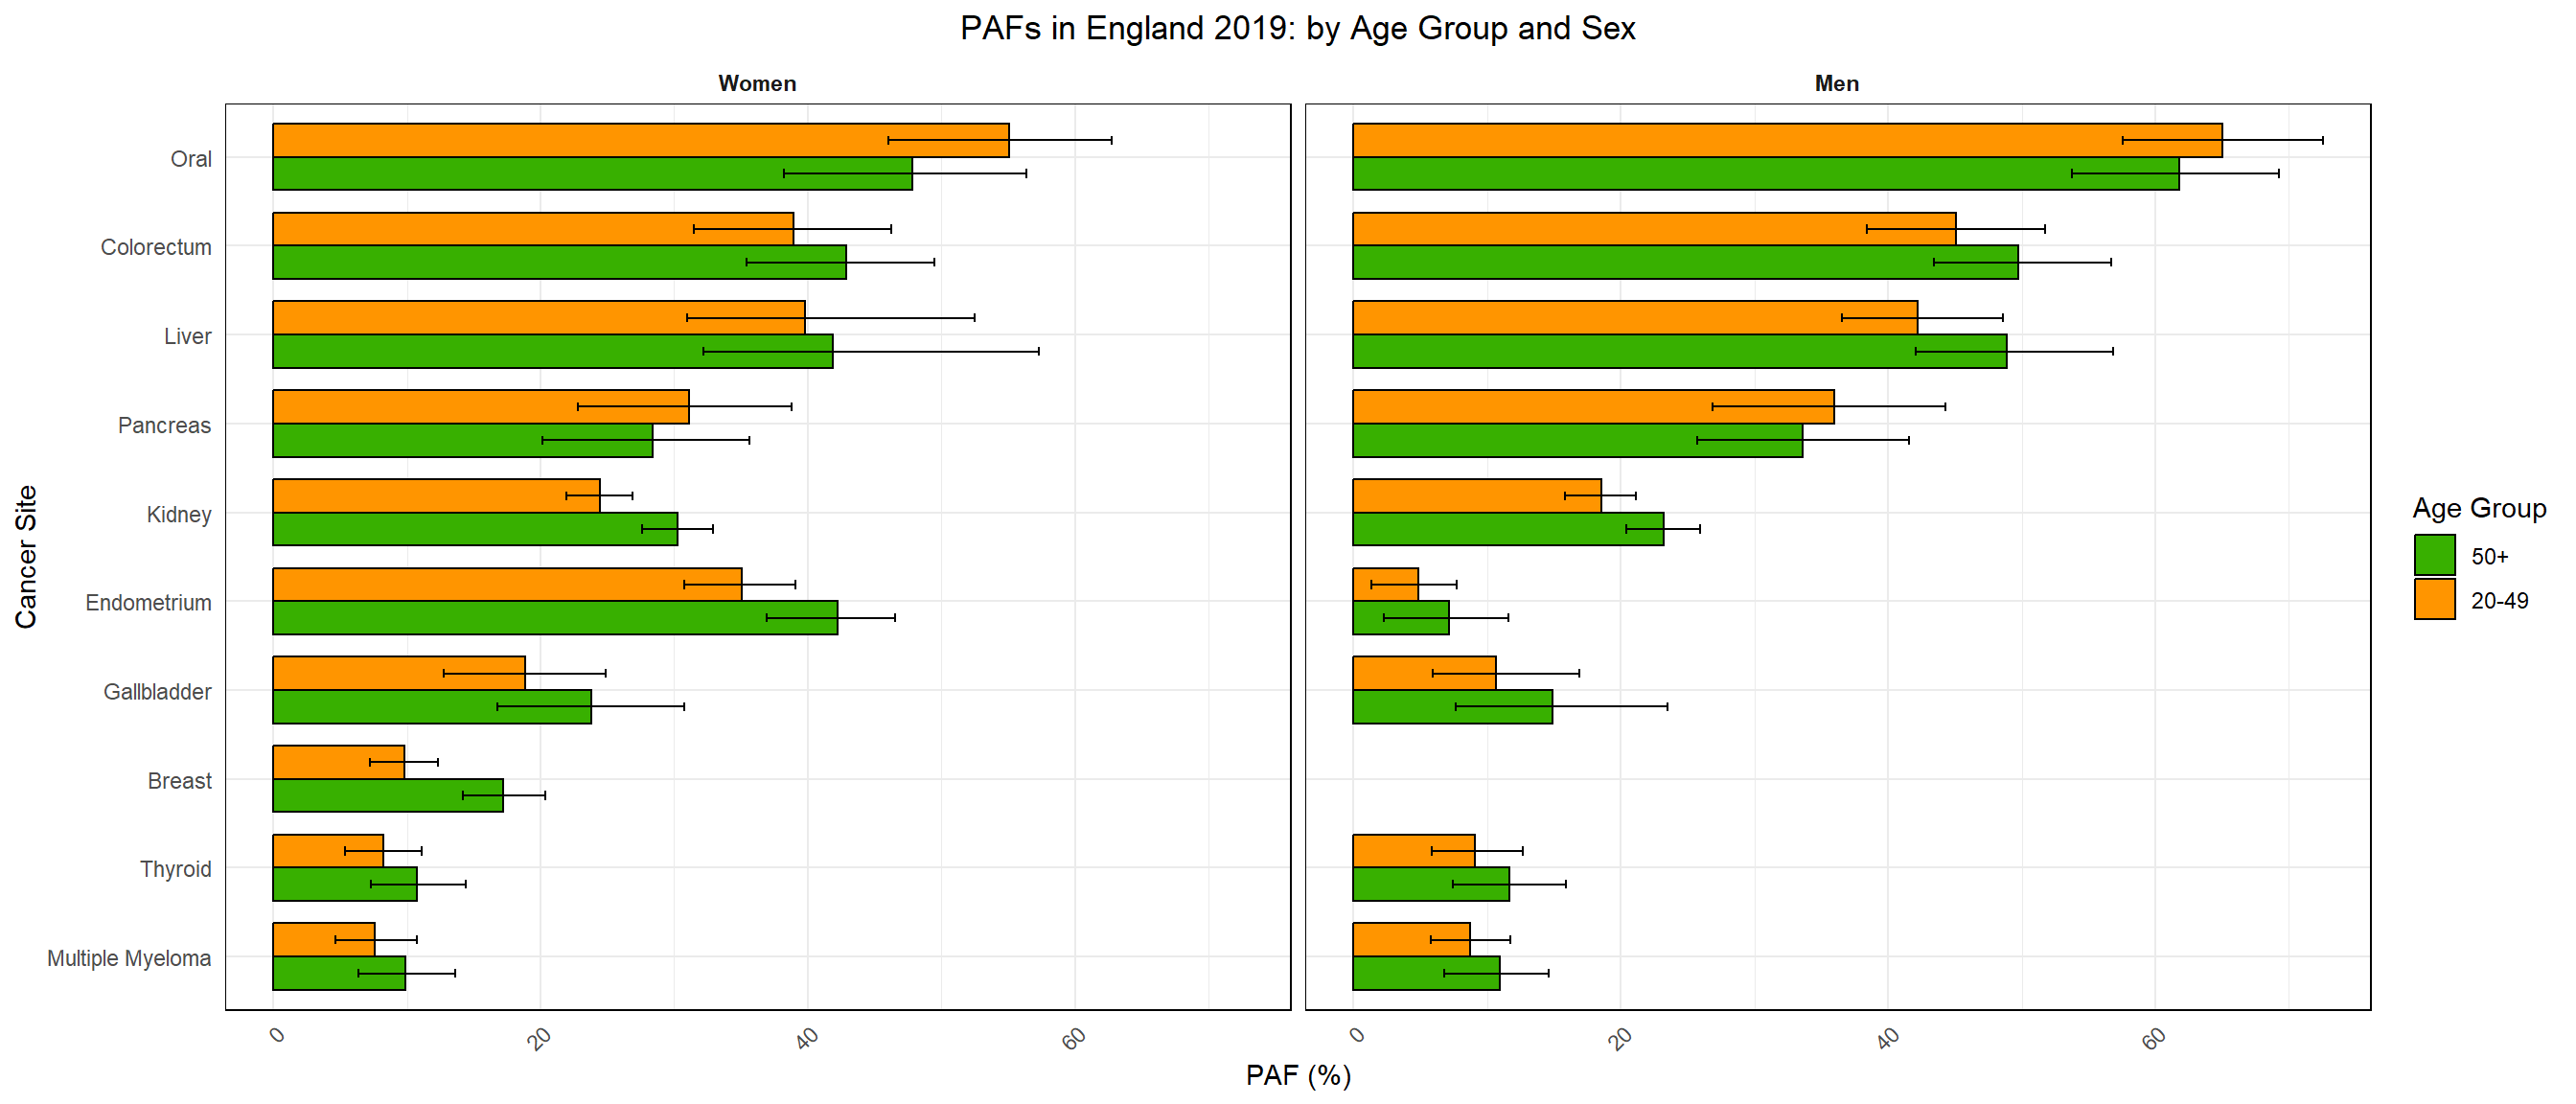 PAFs in England 2019: by Age Group and Sex
Women
Men
Cancer Site
Oral
Colorectum
Liver
Pancreas
Kidney
Endometrium
Gallbladder
Breast
Thyroid
Multiple Myeloma
0
20
40
60
0
20
40
60
PAF (%)
Age Group
50+
20-49